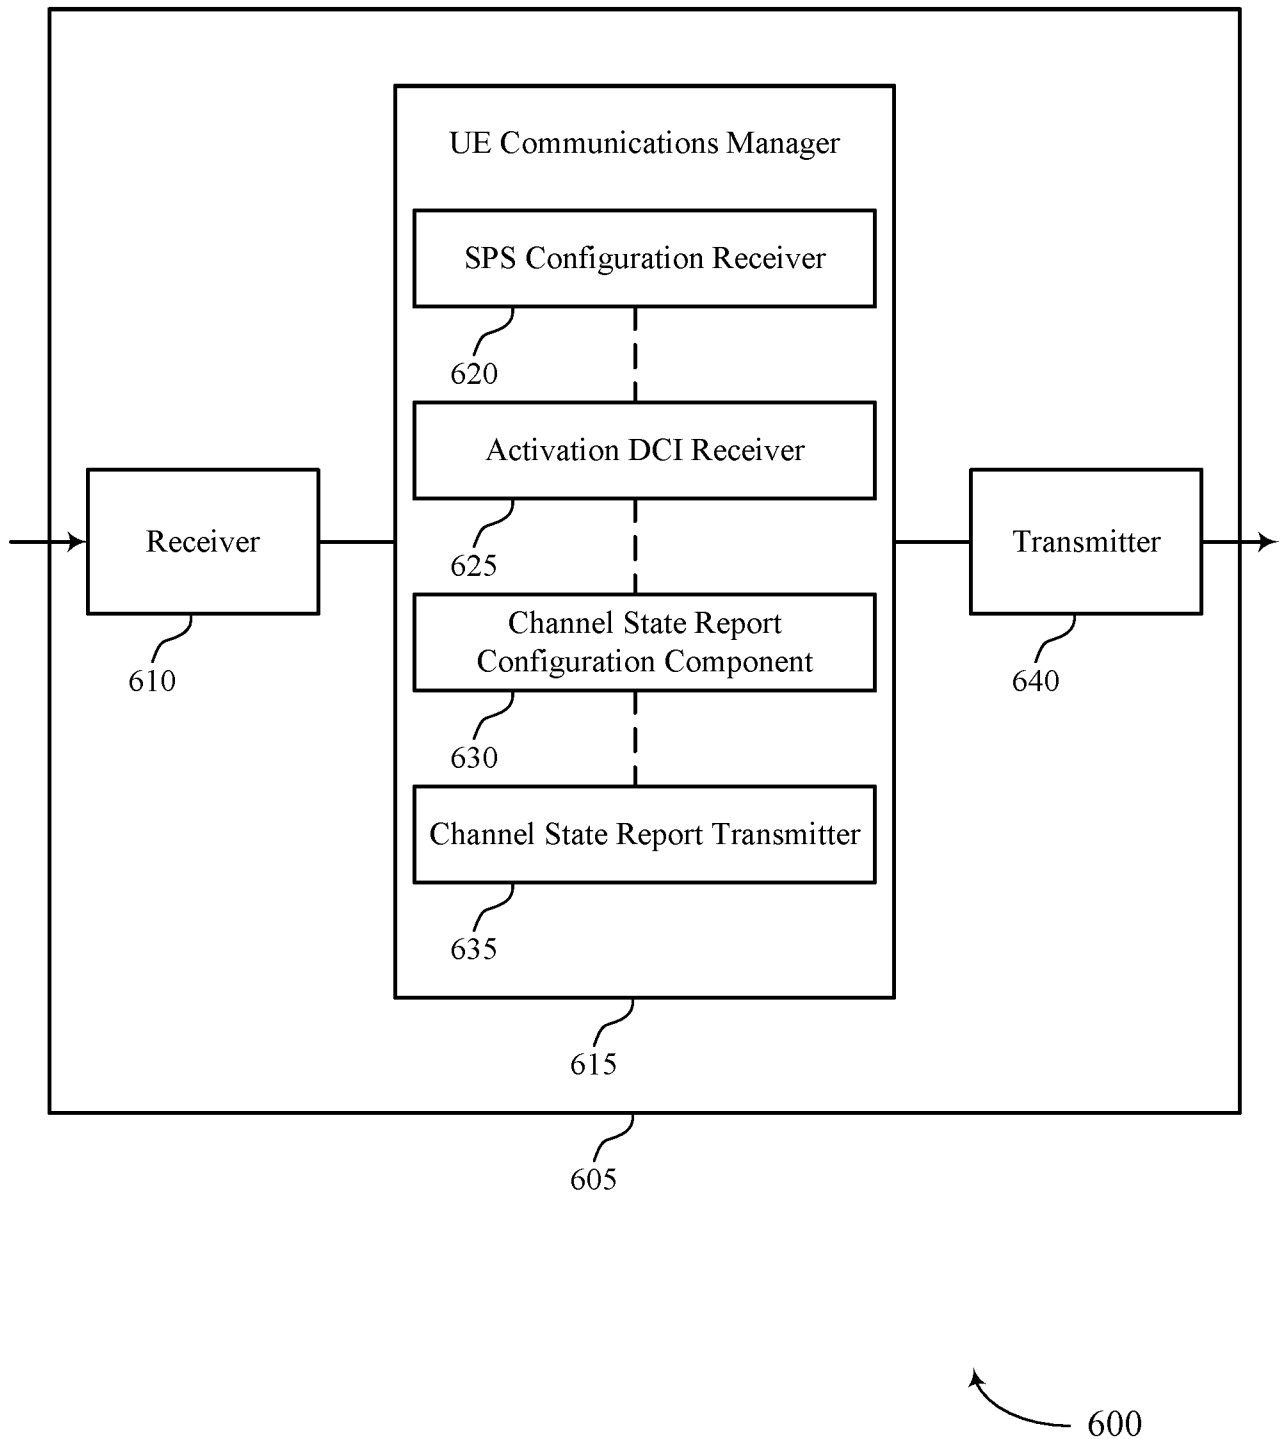 UE Communications Manager
SPS Configuration Receiver
620
Activation DCI Receiver
625
Receiver
610
Channel State Report
Configuration Component
630
Transmitter
640
Channel State Report Transmitter
635
615
605
600